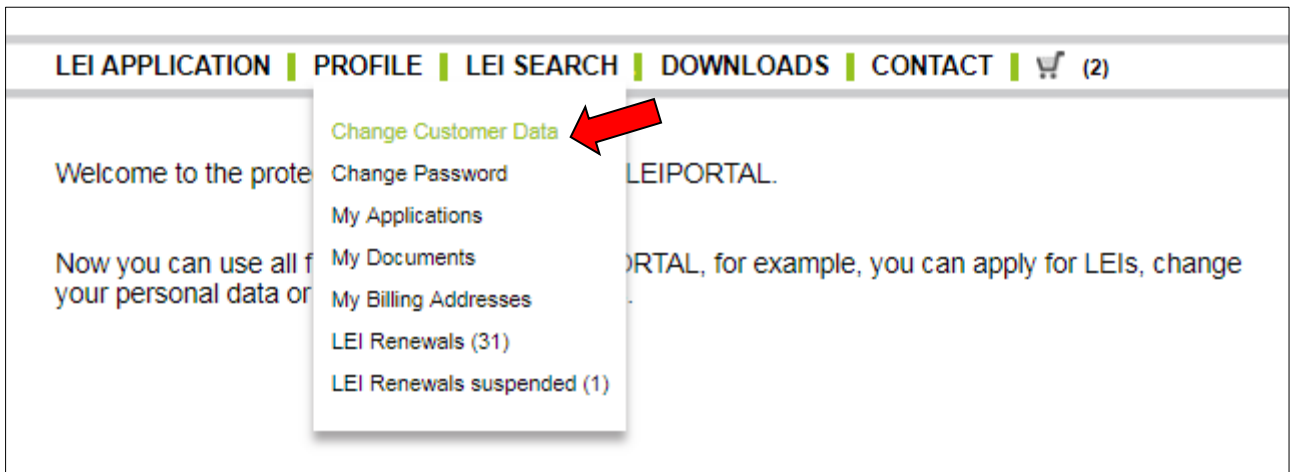 LEI APPLICATION PROFILE LEI SEARCH DOWNLOADS CONTACT (2)
Change Customer Data
Welcome to the prote
Change Password
LEIPORTAL.
My Applications
Now you can use all f
My Documents
RTAL, for example, you can apply for LEIs, change
your personal data or
My Billing Addresses
.
LEI Renewals (31)
LEI Renewals suspended (1)